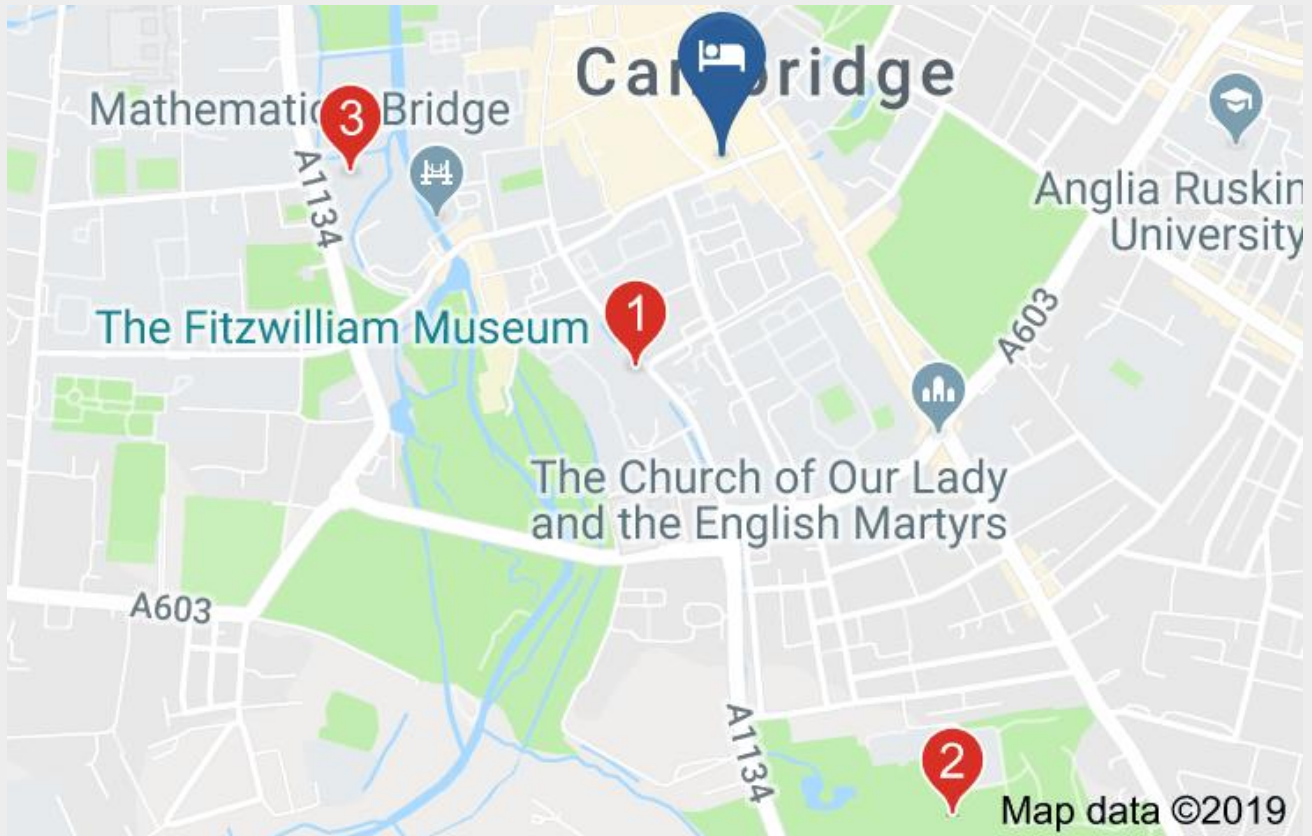 Cambridge
Mathematical Bridge
3
A1134
Anglia Ruskin
University
1
The Fitzwilliam Museum
A603
The Church of Our Lady
and the English Martyrs
A603
A1134
2
Map data ©2019